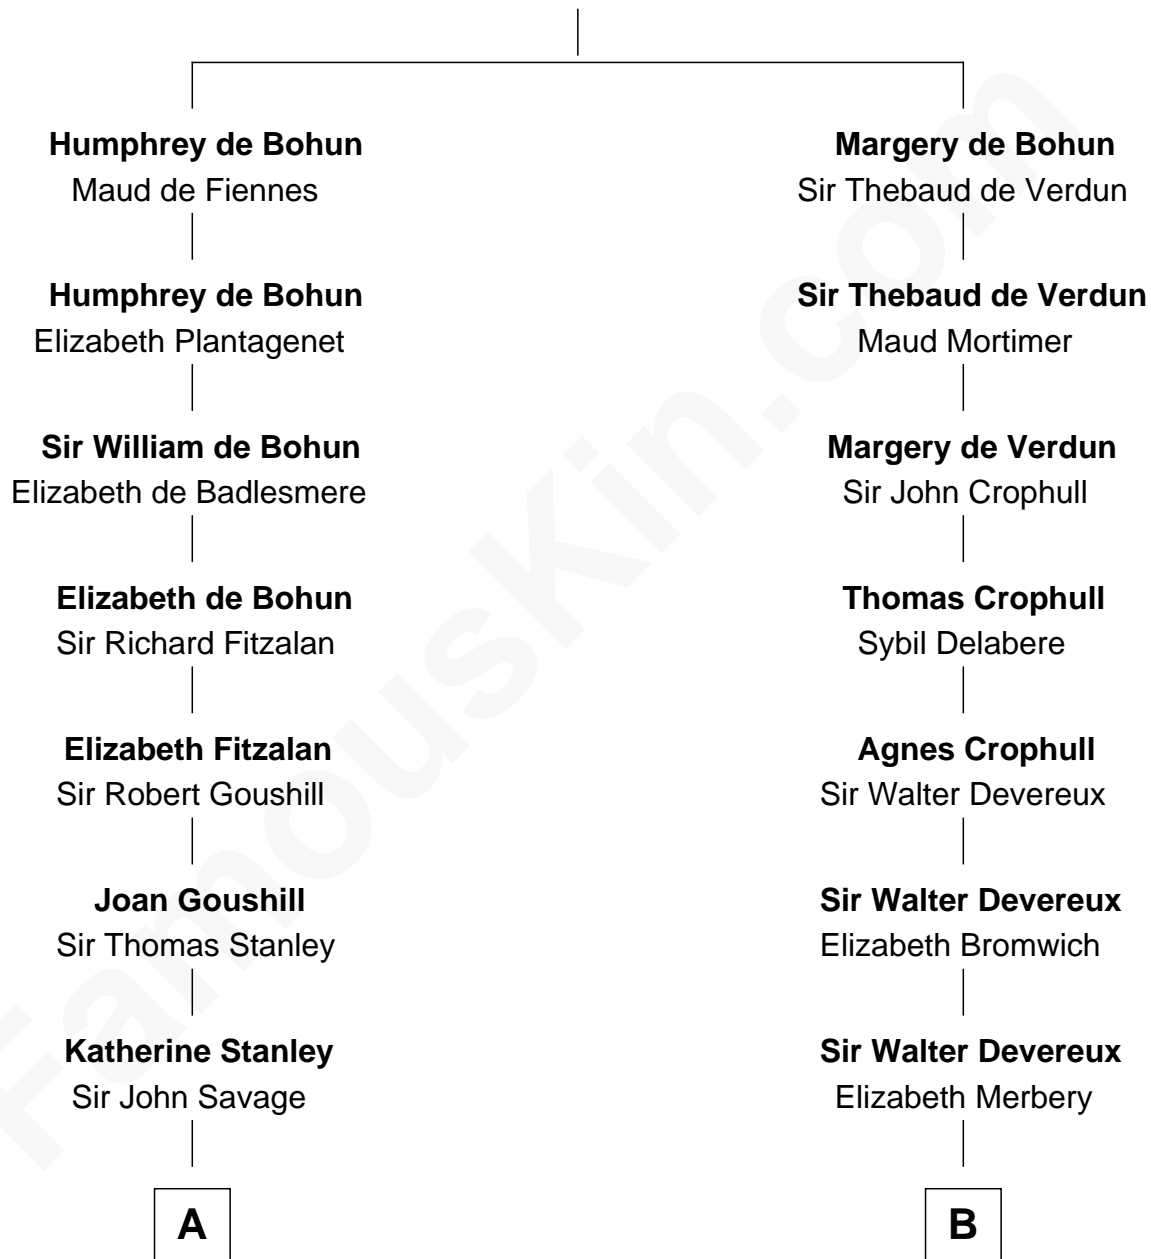 Humphrey de Bohun
Maud de Fiennes
Humphrey de Bohun
Elizabeth Plantagenet
Sir William de Bohun
Elizabeth de Badlesmere
Elizabeth de Bohun
Sir Richard Fitzalan
Elizabeth Fitzalan
Sir Robert Goushill
Joan Goushill
Sir Thomas Stanley
Katherine Stanley
Sir John Savage
A
Margery de Bohun
Sir Thebaud de Verdun
Sir Thebaud de Verdun
Maud Mortimer
Margery de Verdun
Sir John Crophull
Thomas Crophull
Sybil Delabere
Agnes Crophull
Sir Walter Devereux
Sir Walter Devereux
Elizabeth Bromwich
Sir Walter Devereux
Elizabeth Merbery
B
FamousKin.com